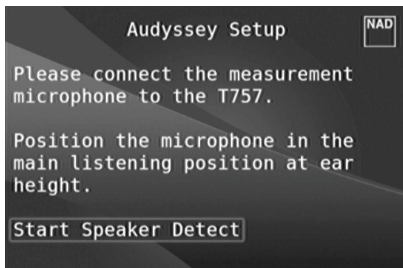 Audyssey Setup
NAD
Please connect the measurement
microphone to the T757.
Position the microphone in the
main listening position at ear
height.
Start Speaker Detect